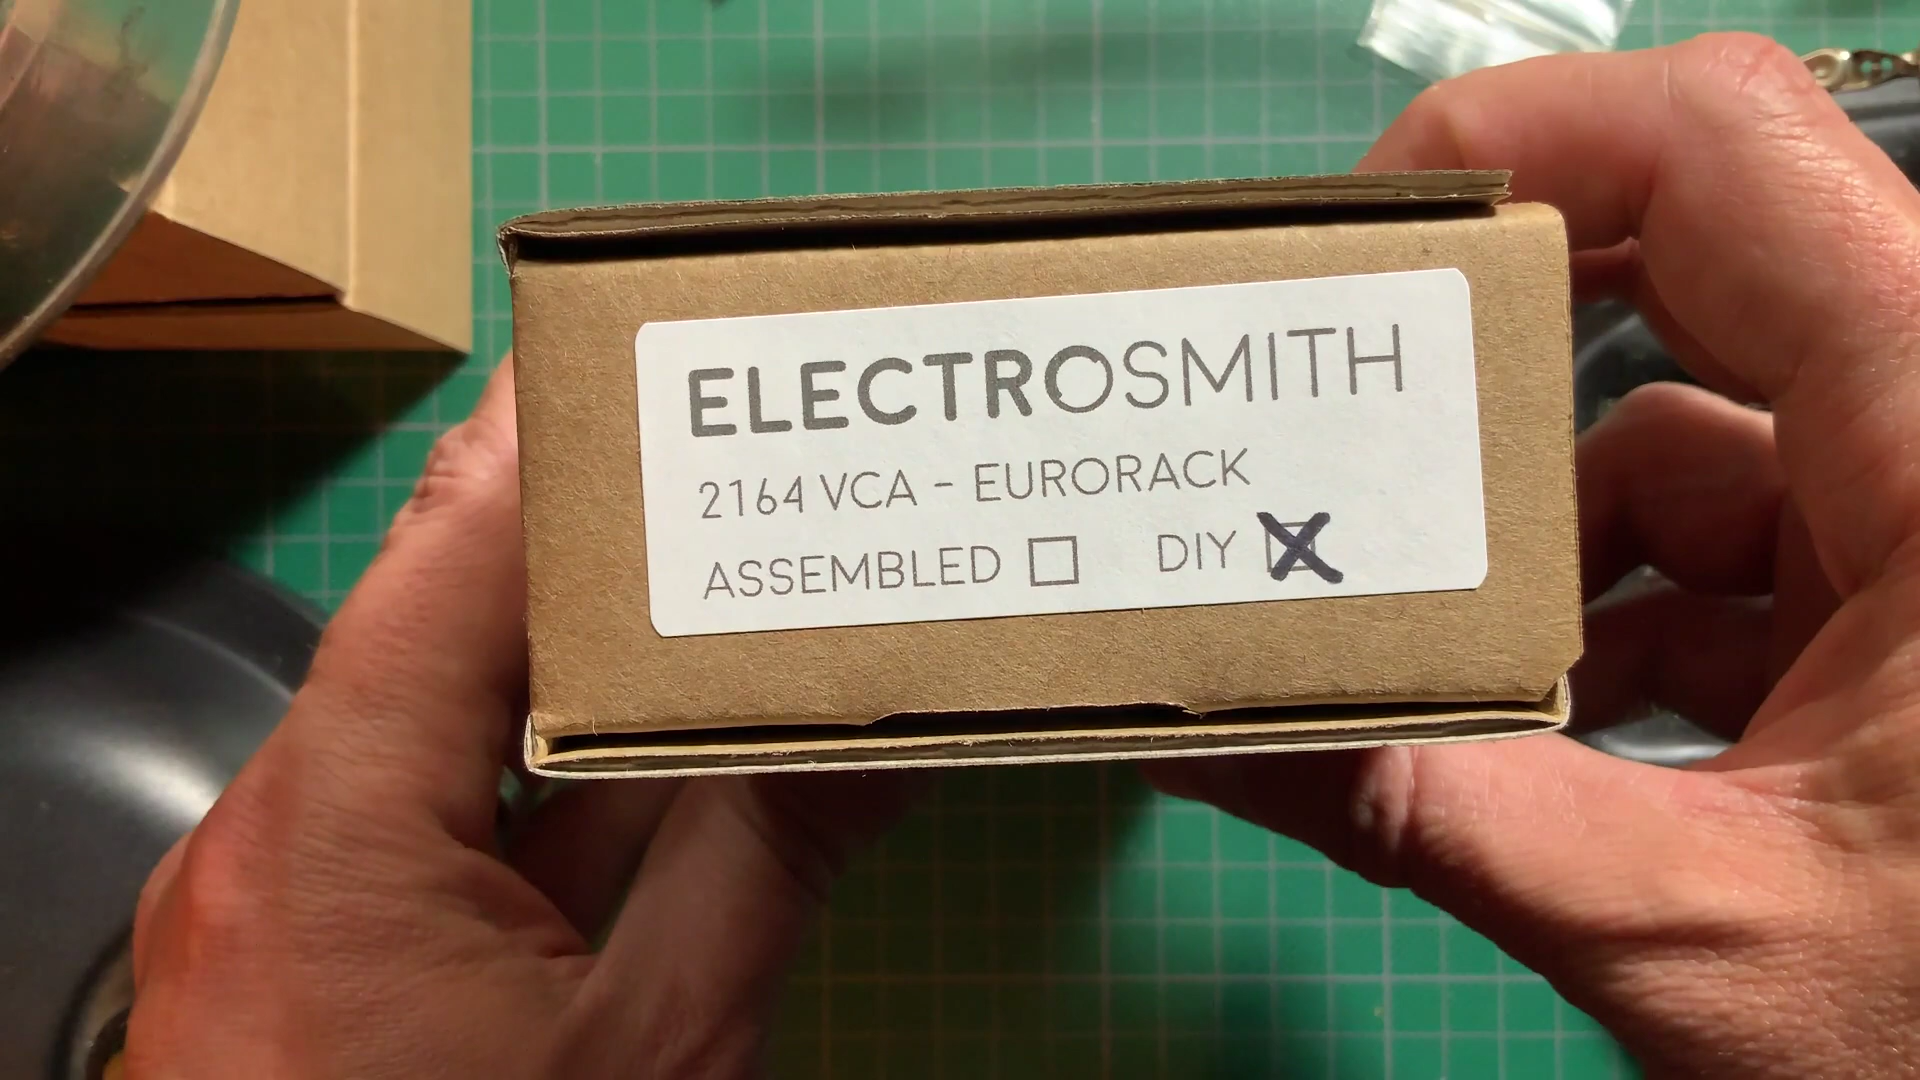 ELECTROSMITH
2164 VCA - EURORACK
ASSEMBLED ☐ DIY ☒